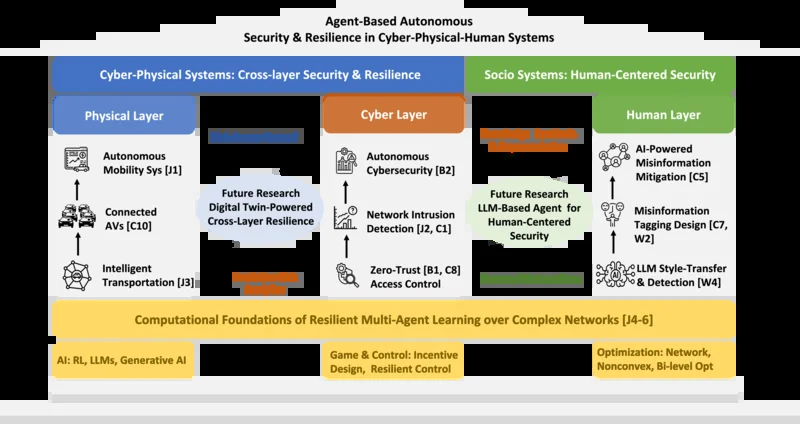 Agent-Based Autonomous
Security & Resilience in Cyber-Physical-Human Systems
Cyber-Physical Systems: Cross-layer Security & Resilience
Socio Systems: Human-Centered Security
Physical Layer
Cyber Layer
Human Layer
Autonomous
Mobility Sys [J1]
Connected
AVs [C10]
Intelligent
Transportation [J3]
Future Research
Digital Twin-Powered
Cross-Layer Resilience
Autonomous
Cybersecurity [B2]
Network Intrusion
Detection [J2, C1]
Zero-Trust [B1, C8]
Access Control
Future Research
LLM-Based Agent for
Human-Centered
Security
AI-Powered
Misinformation
Mitigation [C5]
Misinformation
Tagging Design [C7,
W2]
AI
LLM Style-Transfer
& Detection [W4]
Computational Foundations of Resilient Multi-Agent Learning over Complex Networks [J4-6]
AI: RL, LLMs, Generative AI
Game & Control: Incentive
Design, Resilient Control
Optimization: Network,
Nonconvex, Bi-level Opt